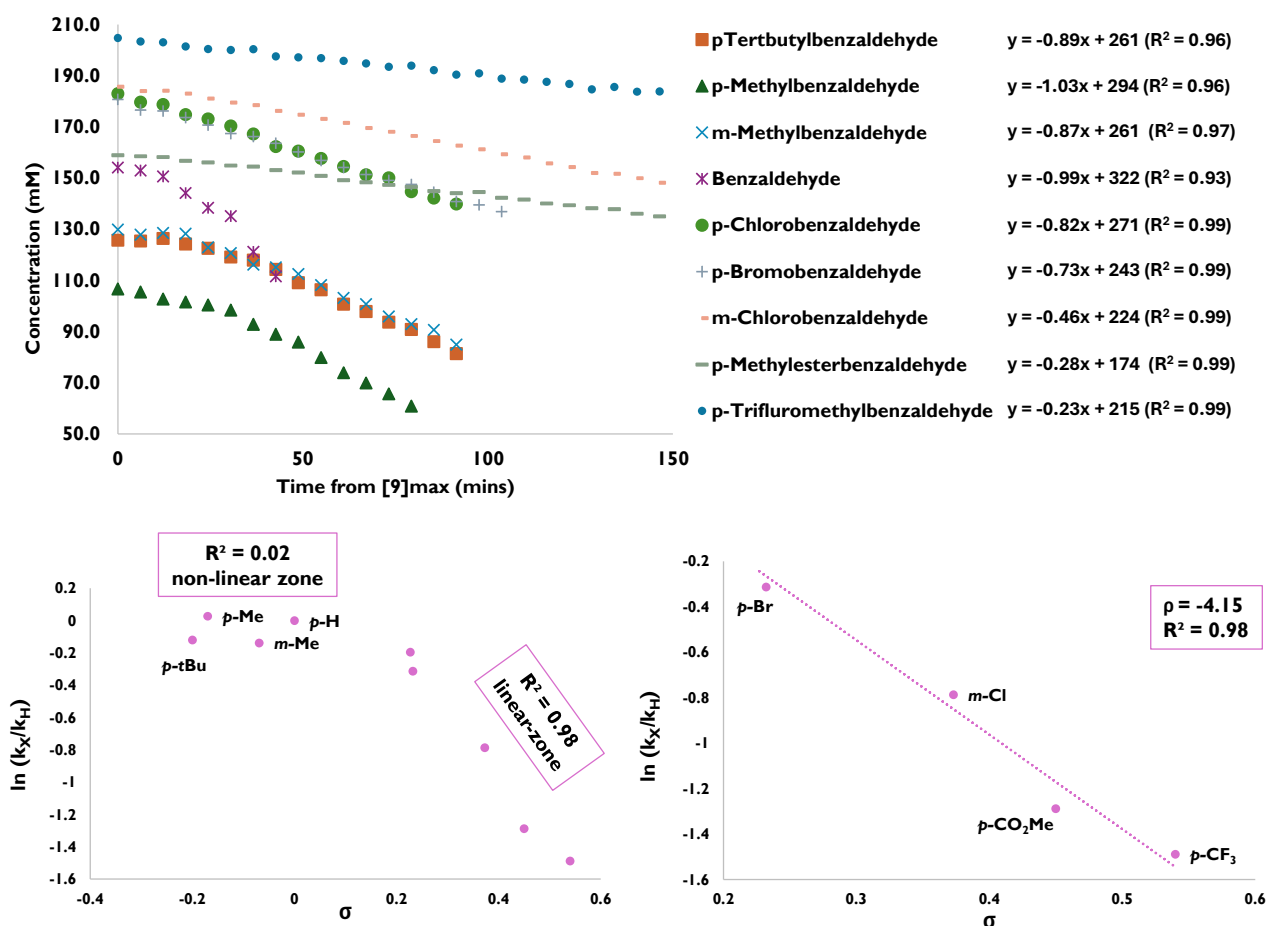 210.0
190.0
170.0
150.0
130.0
110.0
90.0
70.0
50.0
Concentration (mM)
0
50
100
150
Time from [9]max (mins)
pTertbutylbenzaldehyde y = -0.89x + 261 (R² = 0.96)
p-Methylbenzaldehyde y = -1.03x + 294 (R² = 0.96)
m-Methylbenzaldehyde y = -0.87x + 261 (R² = 0.97)
Benzaldehyde y = -0.99x + 322 (R² = 0.93)
p-Chlorobenzaldehyde y = -0.82x + 271 (R² = 0.99)
p-Bromobenzaldehyde y = -0.73x + 243 (R² = 0.99)
m-Chlorobenzaldehyde y = -0.46x + 224 (R² = 0.99)
p-Methylesterbenzaldehyde y = -0.28x + 174 (R² = 0.99)
p-Trifluromethylbenzaldehyde y = -0.23x + 215 (R² = 0.99)
R² = 0.02
non-linear zone
0.2
0
-0.2
-0.4
-0.6
-0.8
-1
-1.2
-1.4
-1.6
ln (kX/kH)
p-Me
p-H
p-tBu
m-Me
R² = 0.98
linear-zone
-0.4
-0.2
0
0.2
0.4
0.6
σ
-0.2
-0.4
-0.6
-0.8
-1
-1.2
-1.4
-1.6
ln (kX/kH)
ρ = -4.15
R² = 0.98
p-Br
m-Cl
p-CO₂Me
p-CF₃
0.2
0.3
0.4
0.5
0.6
σ